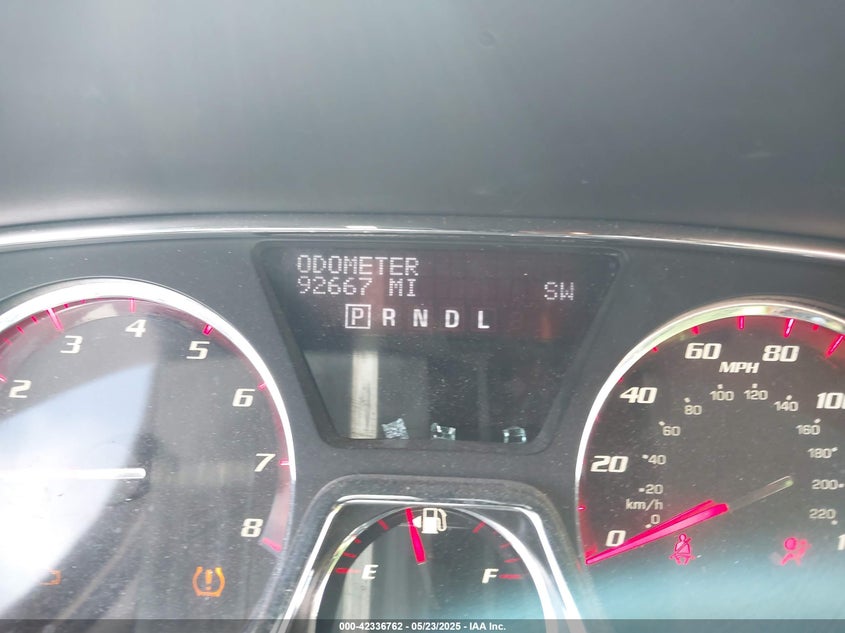 ODOMETER
92667 MI SW
P R N D L
2 3 4 5 6 7 8
0 20 40 60 80
MPH
km/h
0 20 40 60 80 100 120 140 160 180 200 220
E F
000-42336762 - 05/23/2025 - IAA Inc.